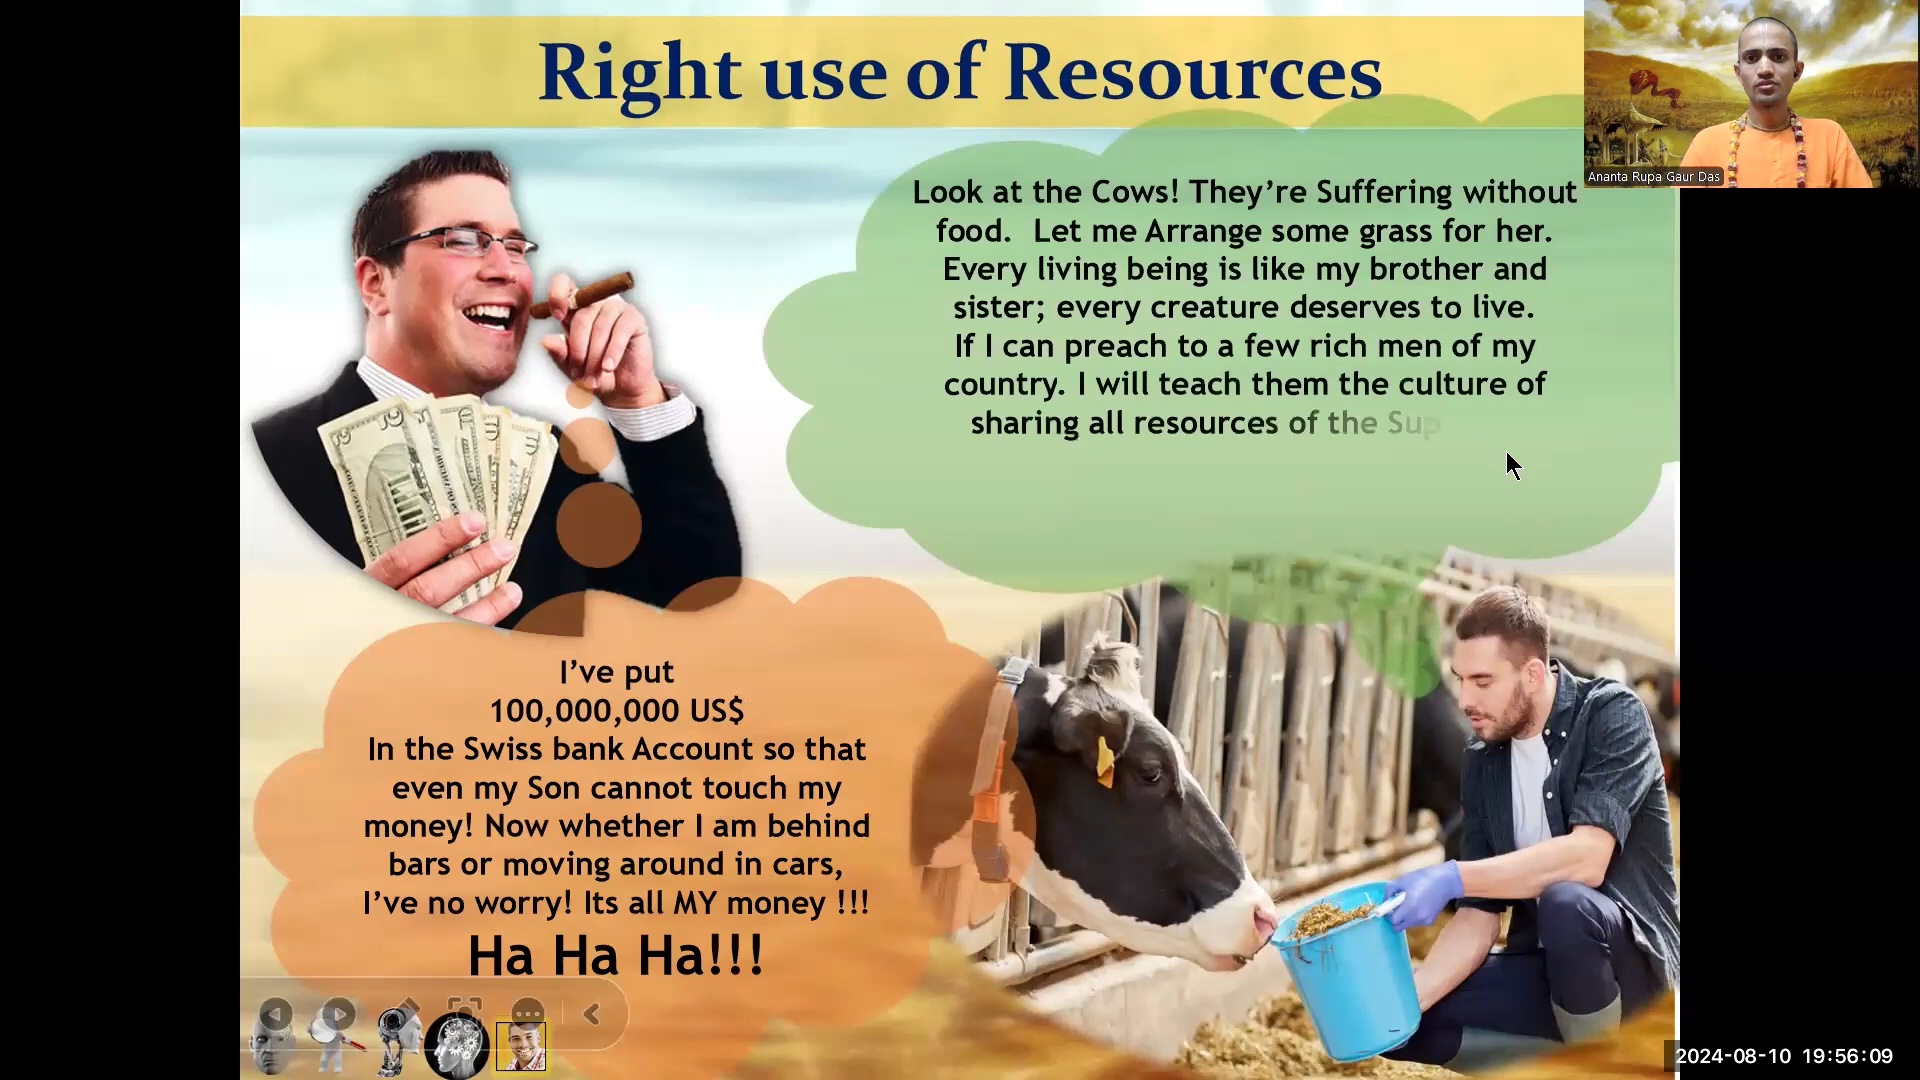 Right use of Resources
Ananta Rupa Gaur Das
Look at the Cows! They’re Suffering without
food. Let me Arrange some grass for her.
Every living being is like my brother and
sister; every creature deserves to live.
If I can preach to a few rich men of my
country. I will teach them the culture of
sharing all resources of the Sup
I’ve put
100,000,000 US$
In the Swiss bank Account so that
even my Son cannot touch my
money! Now whether I am behind
bars or moving around in cars,
I’ve no worry! Its all MY money !!!
Ha Ha Ha!!!
2024-08-10 19:56:09